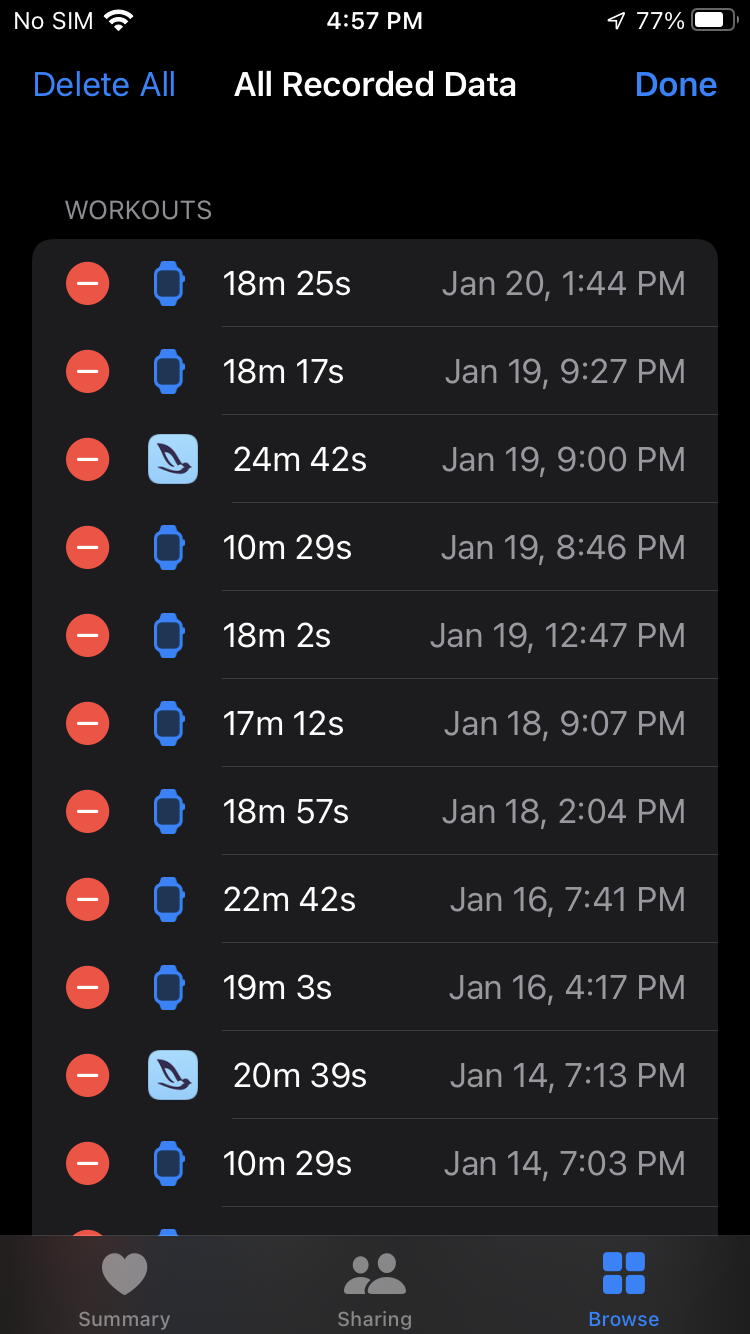 No SIM 4:57 PM 77%
Delete All All Recorded Data Done
WORKOUTS
18m 25s Jan 20, 1:44 PM
18m 17s Jan 19, 9:27 PM
24m 42s Jan 19, 9:00 PM
10m 29s Jan 19, 8:46 PM
18m 2s Jan 19, 12:47 PM
17m 12s Jan 18, 9:07 PM
18m 57s Jan 18, 2:04 PM
22m 42s Jan 16, 7:41 PM
19m 3s Jan 16, 4:17 PM
20m 39s Jan 14, 7:13 PM
10m 29s Jan 14, 7:03 PM
Summary Sharing Browse